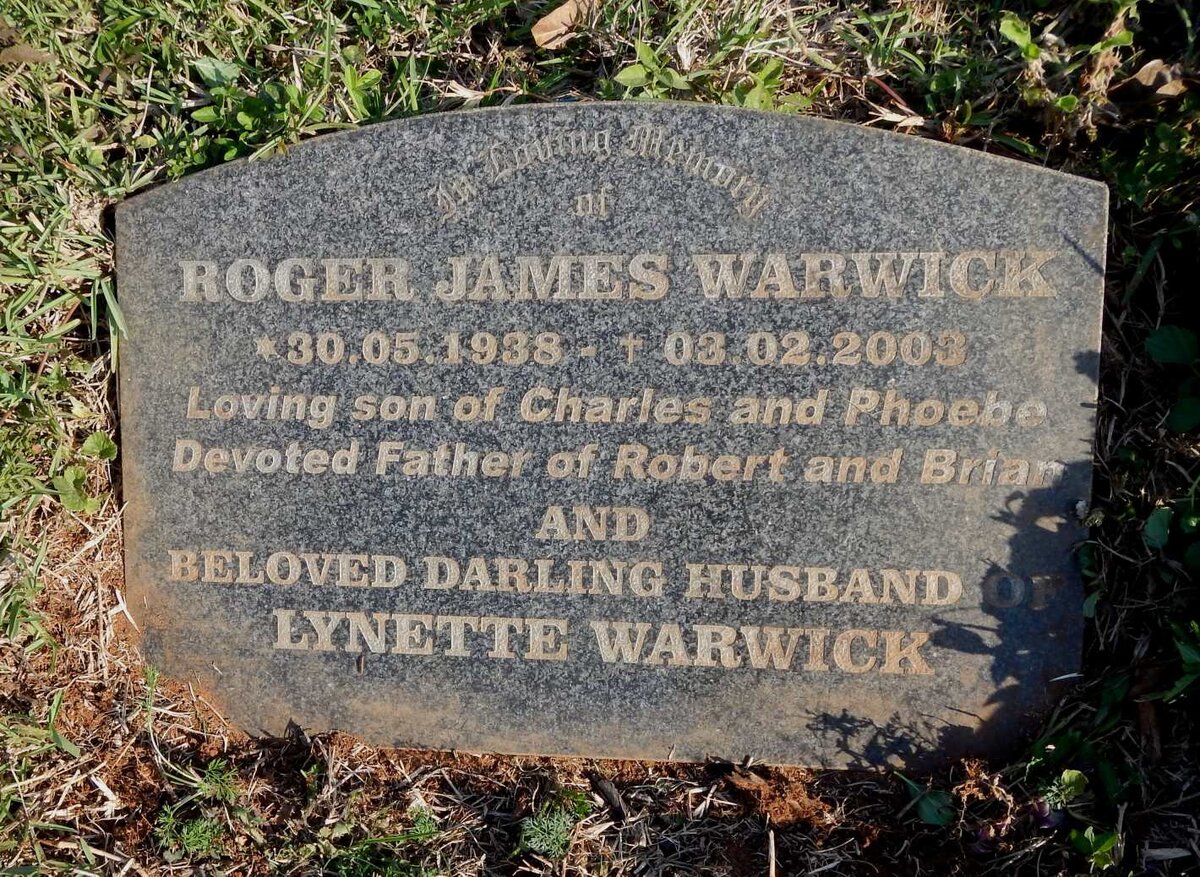 In Loving Memory
of
ROGER JAMES WARWICK
★30.05.1938 - † 03.02.2003
Loving son of Charles and Phoebe
Devoted Father of Robert and Brian
AND
BELOVED DARLING HUSBAND OF
LYNETTE WARWICK